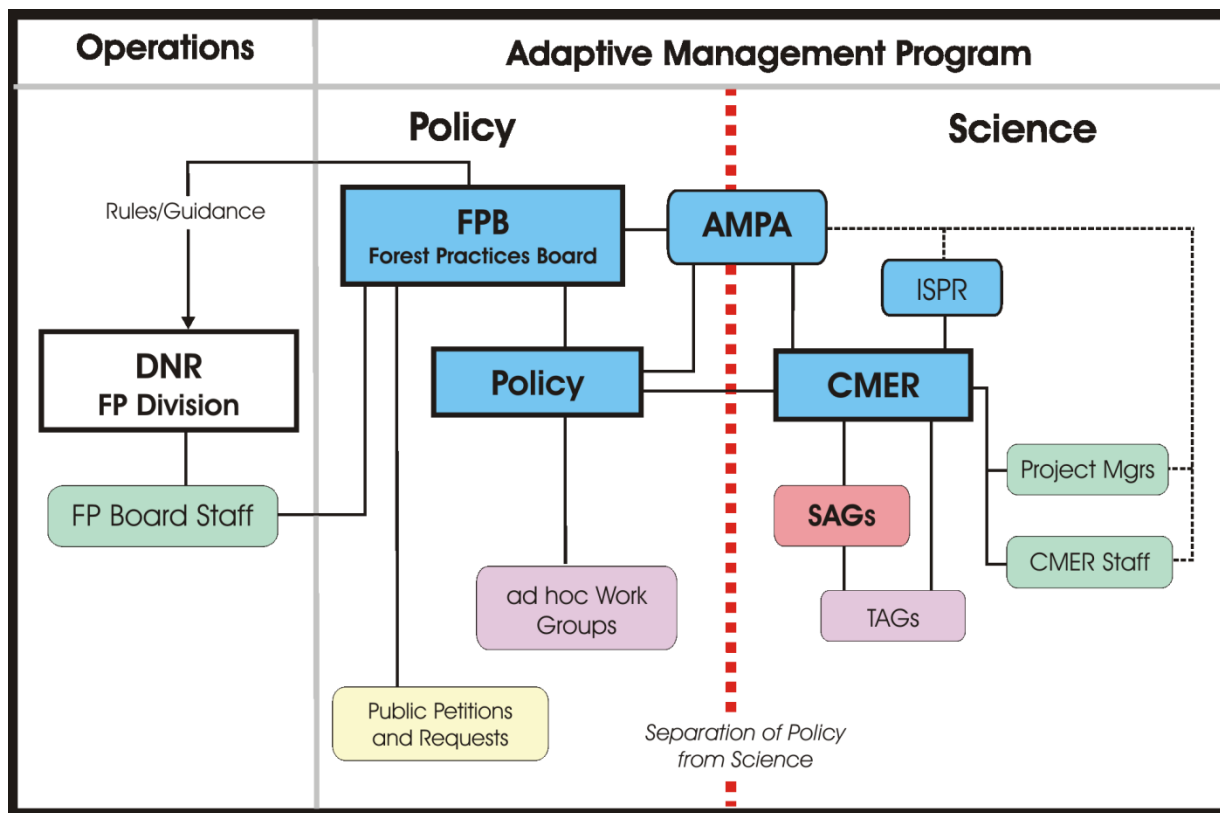 Operations
Adaptive Management Program
Policy
Science
Rules/Guidance
FPB
Forest Practices Board
AMPA
ISPR
DNR
FP Division
Policy
CMER
FP Board Staff
SAGs
Project Mgrs
CMER Staff
ad hoc Work
Groups
TAGs
Public Petitions
and Requests
Separation of Policy
from Science